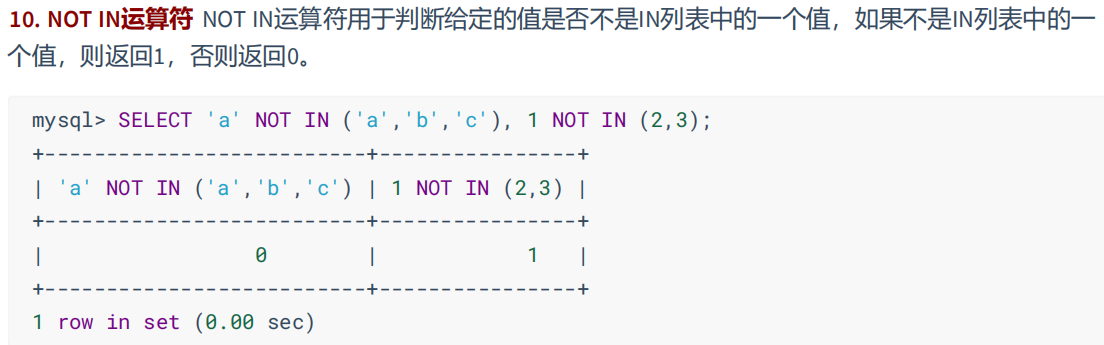 10. NOT IN运算符 NOT IN运算符用于判断给定的值是否不是IN列表中的一个值，如果不是IN列表中的一
个值，则返回1，否则返回0。
mysql> SELECT 'a' NOT IN ('a','b','c'), 1 NOT IN (2,3);
+--------------------------+----------------+
| 'a' NOT IN ('a','b','c') | 1 NOT IN (2,3) |
+--------------------------+----------------+
|                 0        |            1   |
+--------------------------+----------------+
1 row in set (0.00 sec)